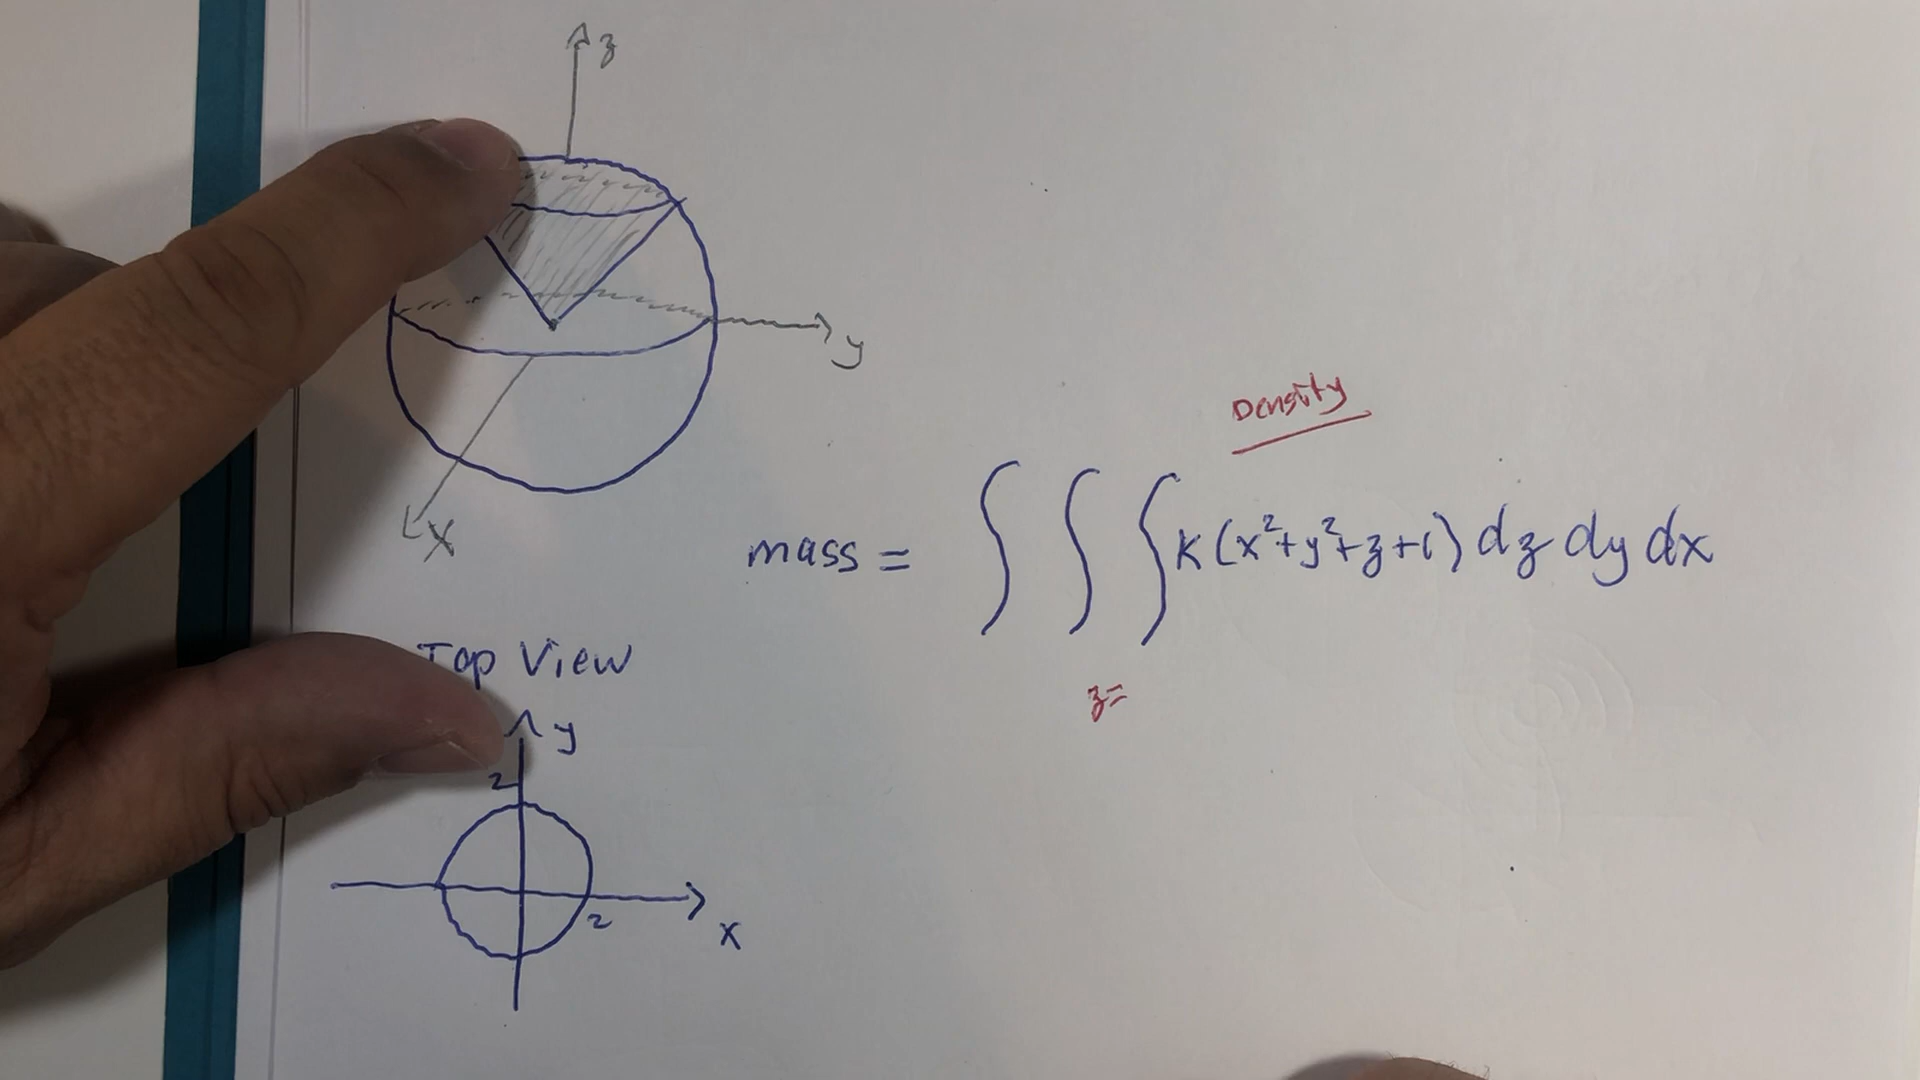 z
y
x
Density
mass = ∫ ∫ ∫ K (x²+y²+z+1) dz dy dx
z=
Top View
y
2
2
x